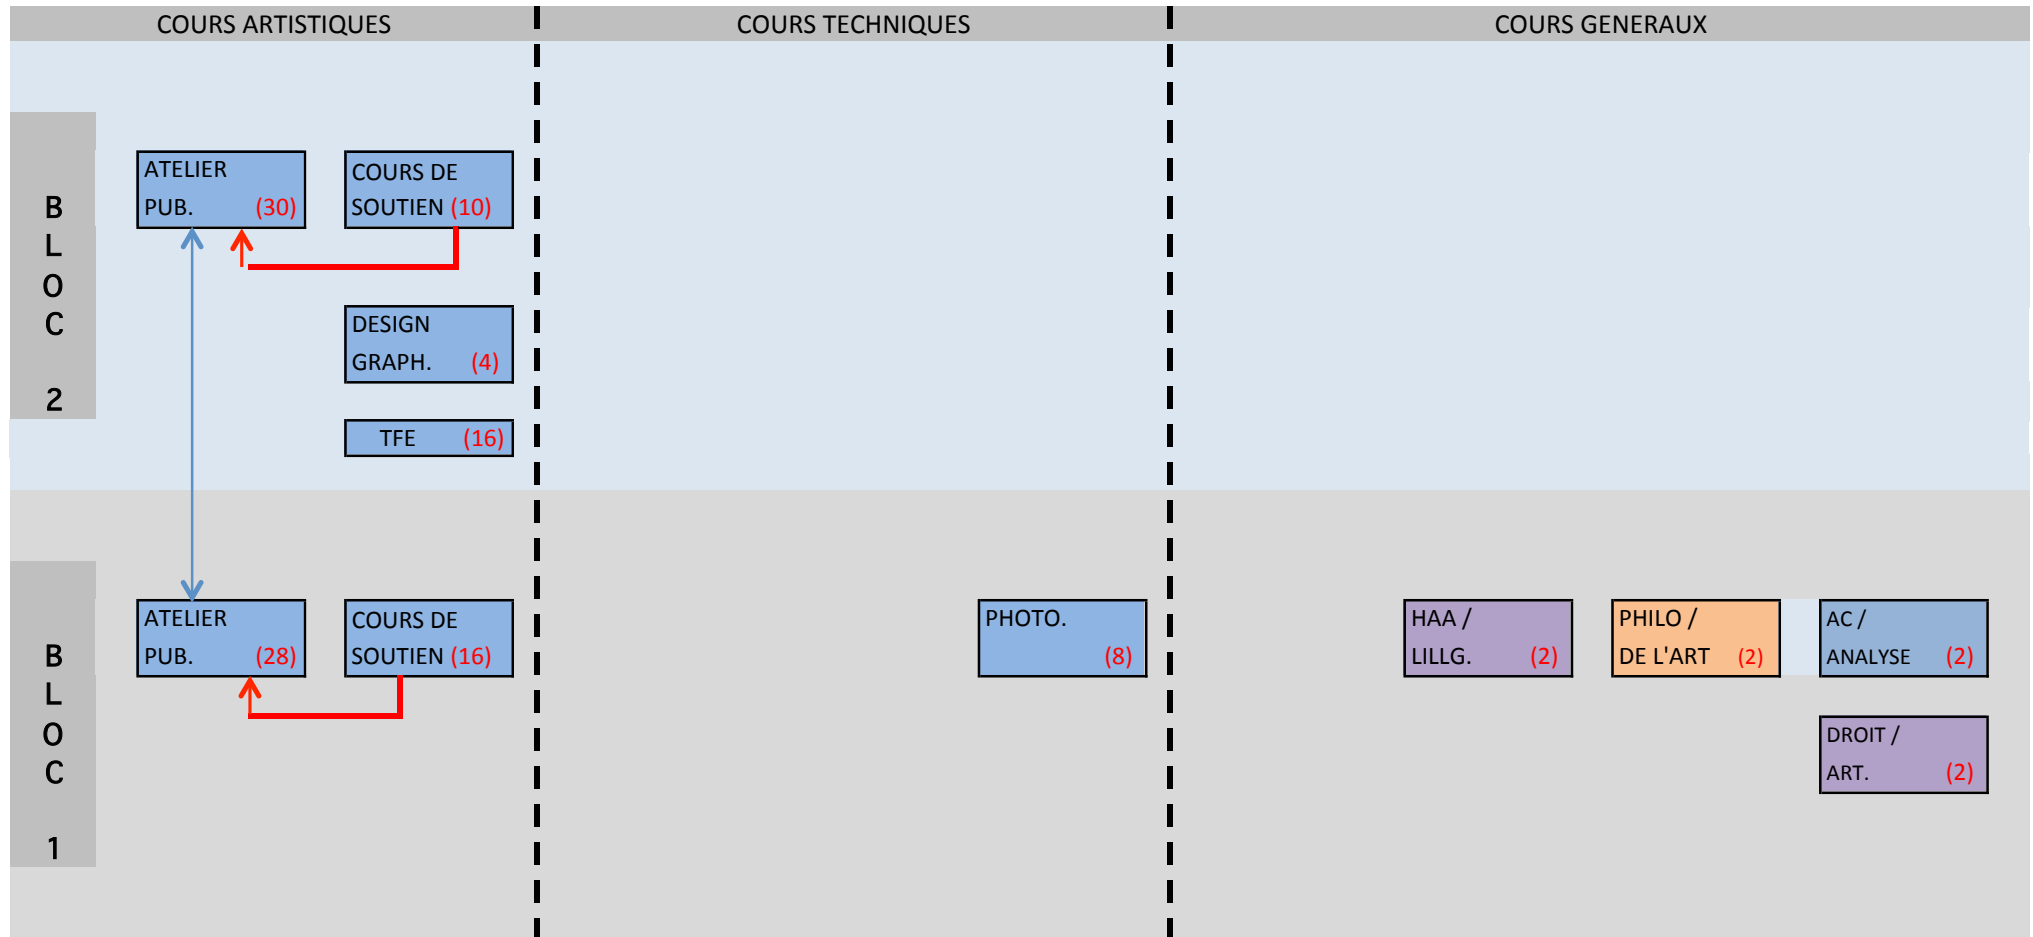 COURS ARTISTIQUES
COURS TECHNIQUES
COURS GENERAUX
B
L
O
C
2
ATELIER
PUB. (30)
COURS DE
SOUTIEN (10)
DESIGN
GRAPH. (4)
TFE (16)
B
L
O
C
1
ATELIER
PUB. (28)
COURS DE
SOUTIEN (16)
PHOTO.
(8)
HAA /
LILLG. (2)
PHILO /
DE L'ART (2)
AC /
ANALYSE (2)
DROIT /
ART. (2)